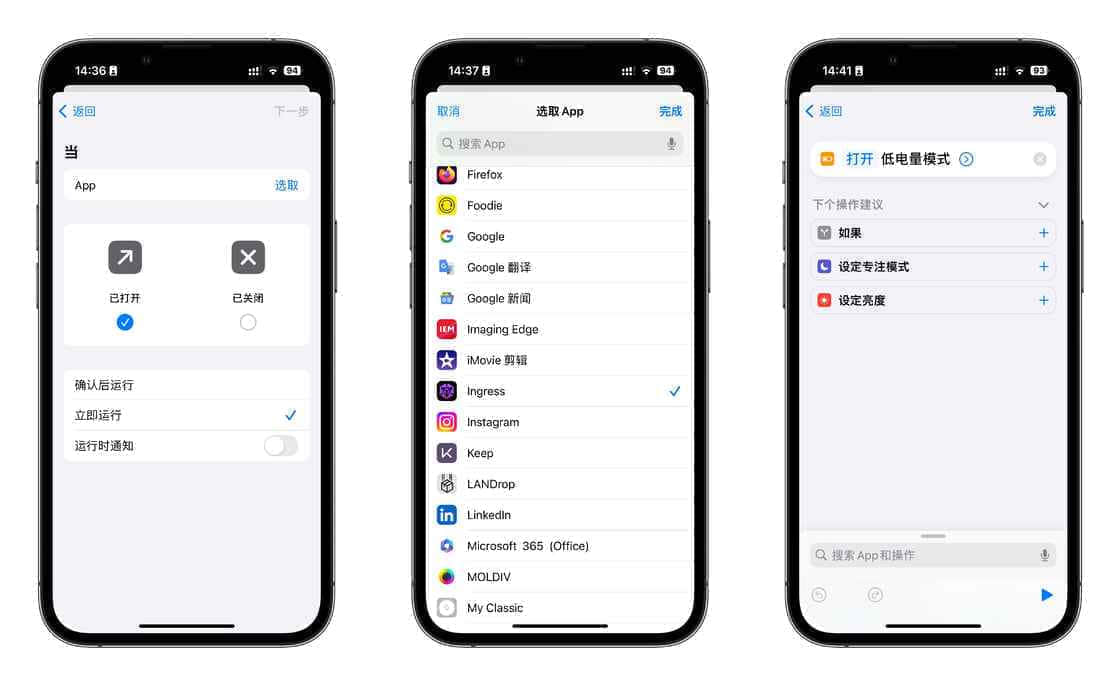 14:36
94
返回
下一步
当
App
选取
已打开
已关闭
确认后运行
立即运行
运行时通知
14:37
94
取消
选取 App
完成
搜索 App
Firefox
Foodie
Google
Google 翻译
Google 新闻
IEM
Imaging Edge
iMovie 剪辑
Ingress
Instagram
Keep
LANDrop
in
LinkedIn
Microsoft 365 (Office)
MOLDIV
My Classic
14:41
93
返回
完成
打开 低电量模式
下个操作建议
如果
设定专注模式
设定亮度
搜索 App 和操作